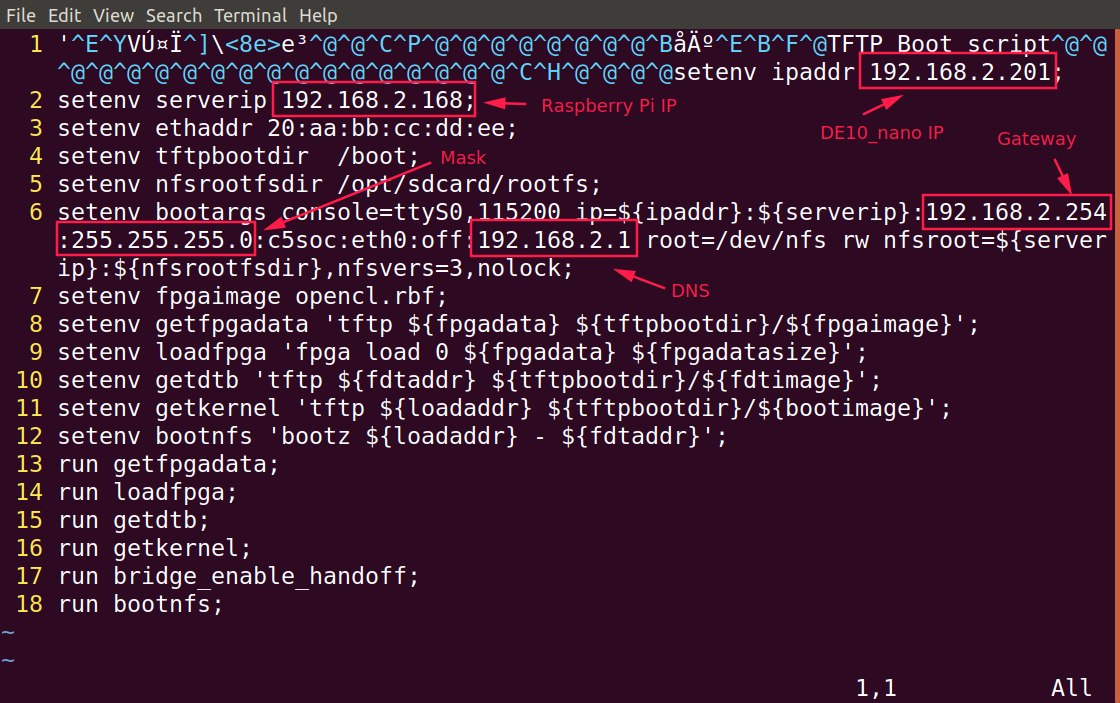 File Edit View Search Terminal Help
1 '^E^YVÚ¤Ï^]\<8e>e³^@^@^C^P^@^@^@^@^@^@^@^@^BåÄº^E^B^F^@TFTP Boot script^@^@
^@^@^@^@^@^@^@^@^@^@^@^@^@^@^@^@^C^H^@^@^@^@setenv ipaddr 192.168.2.201;
2 setenv serverip 192.168.2.168;
Raspberry Pi IP
3 setenv ethaddr 20:aa:bb:cc:dd:ee;
DE10_nano IP
Gateway
4 setenv tftpbootdir  /boot;
Mask
5 setenv nfsrootfsdir /opt/sdcard/rootfs;
6 setenv bootargs console=ttyS0,115200 ip=${ipaddr}:${serverip}:192.168.2.254
:255.255.255.0:c5soc:eth0:off:192.168.2.1 root=/dev/nfs rw nfsroot=${server
ip}:${nfsrootfsdir},nfsvers=3,nolock;
DNS
7 setenv fpgaimage opencl.rbf;
8 setenv getfpgadata 'tftp ${fpgadata} ${tftpbootdir}/${fpgaimage}';
9 setenv loadfpga 'fpga load 0 ${fpgadata} ${fpgadatasize}';
10 setenv getdtb 'tftp ${fdtaddr} ${tftpbootdir}/${fdtimage}';
11 setenv getkernel 'tftp ${loadaddr} ${tftpbootdir}/${bootimage}';
12 setenv bootnfs 'bootz ${loadaddr} - ${fdtaddr}';
13 run getfpgadata;
14 run loadfpga;
15 run getdtb;
16 run getkernel;
17 run bridge_enable_handoff;
18 run bootnfs;
~
~
1,1 All